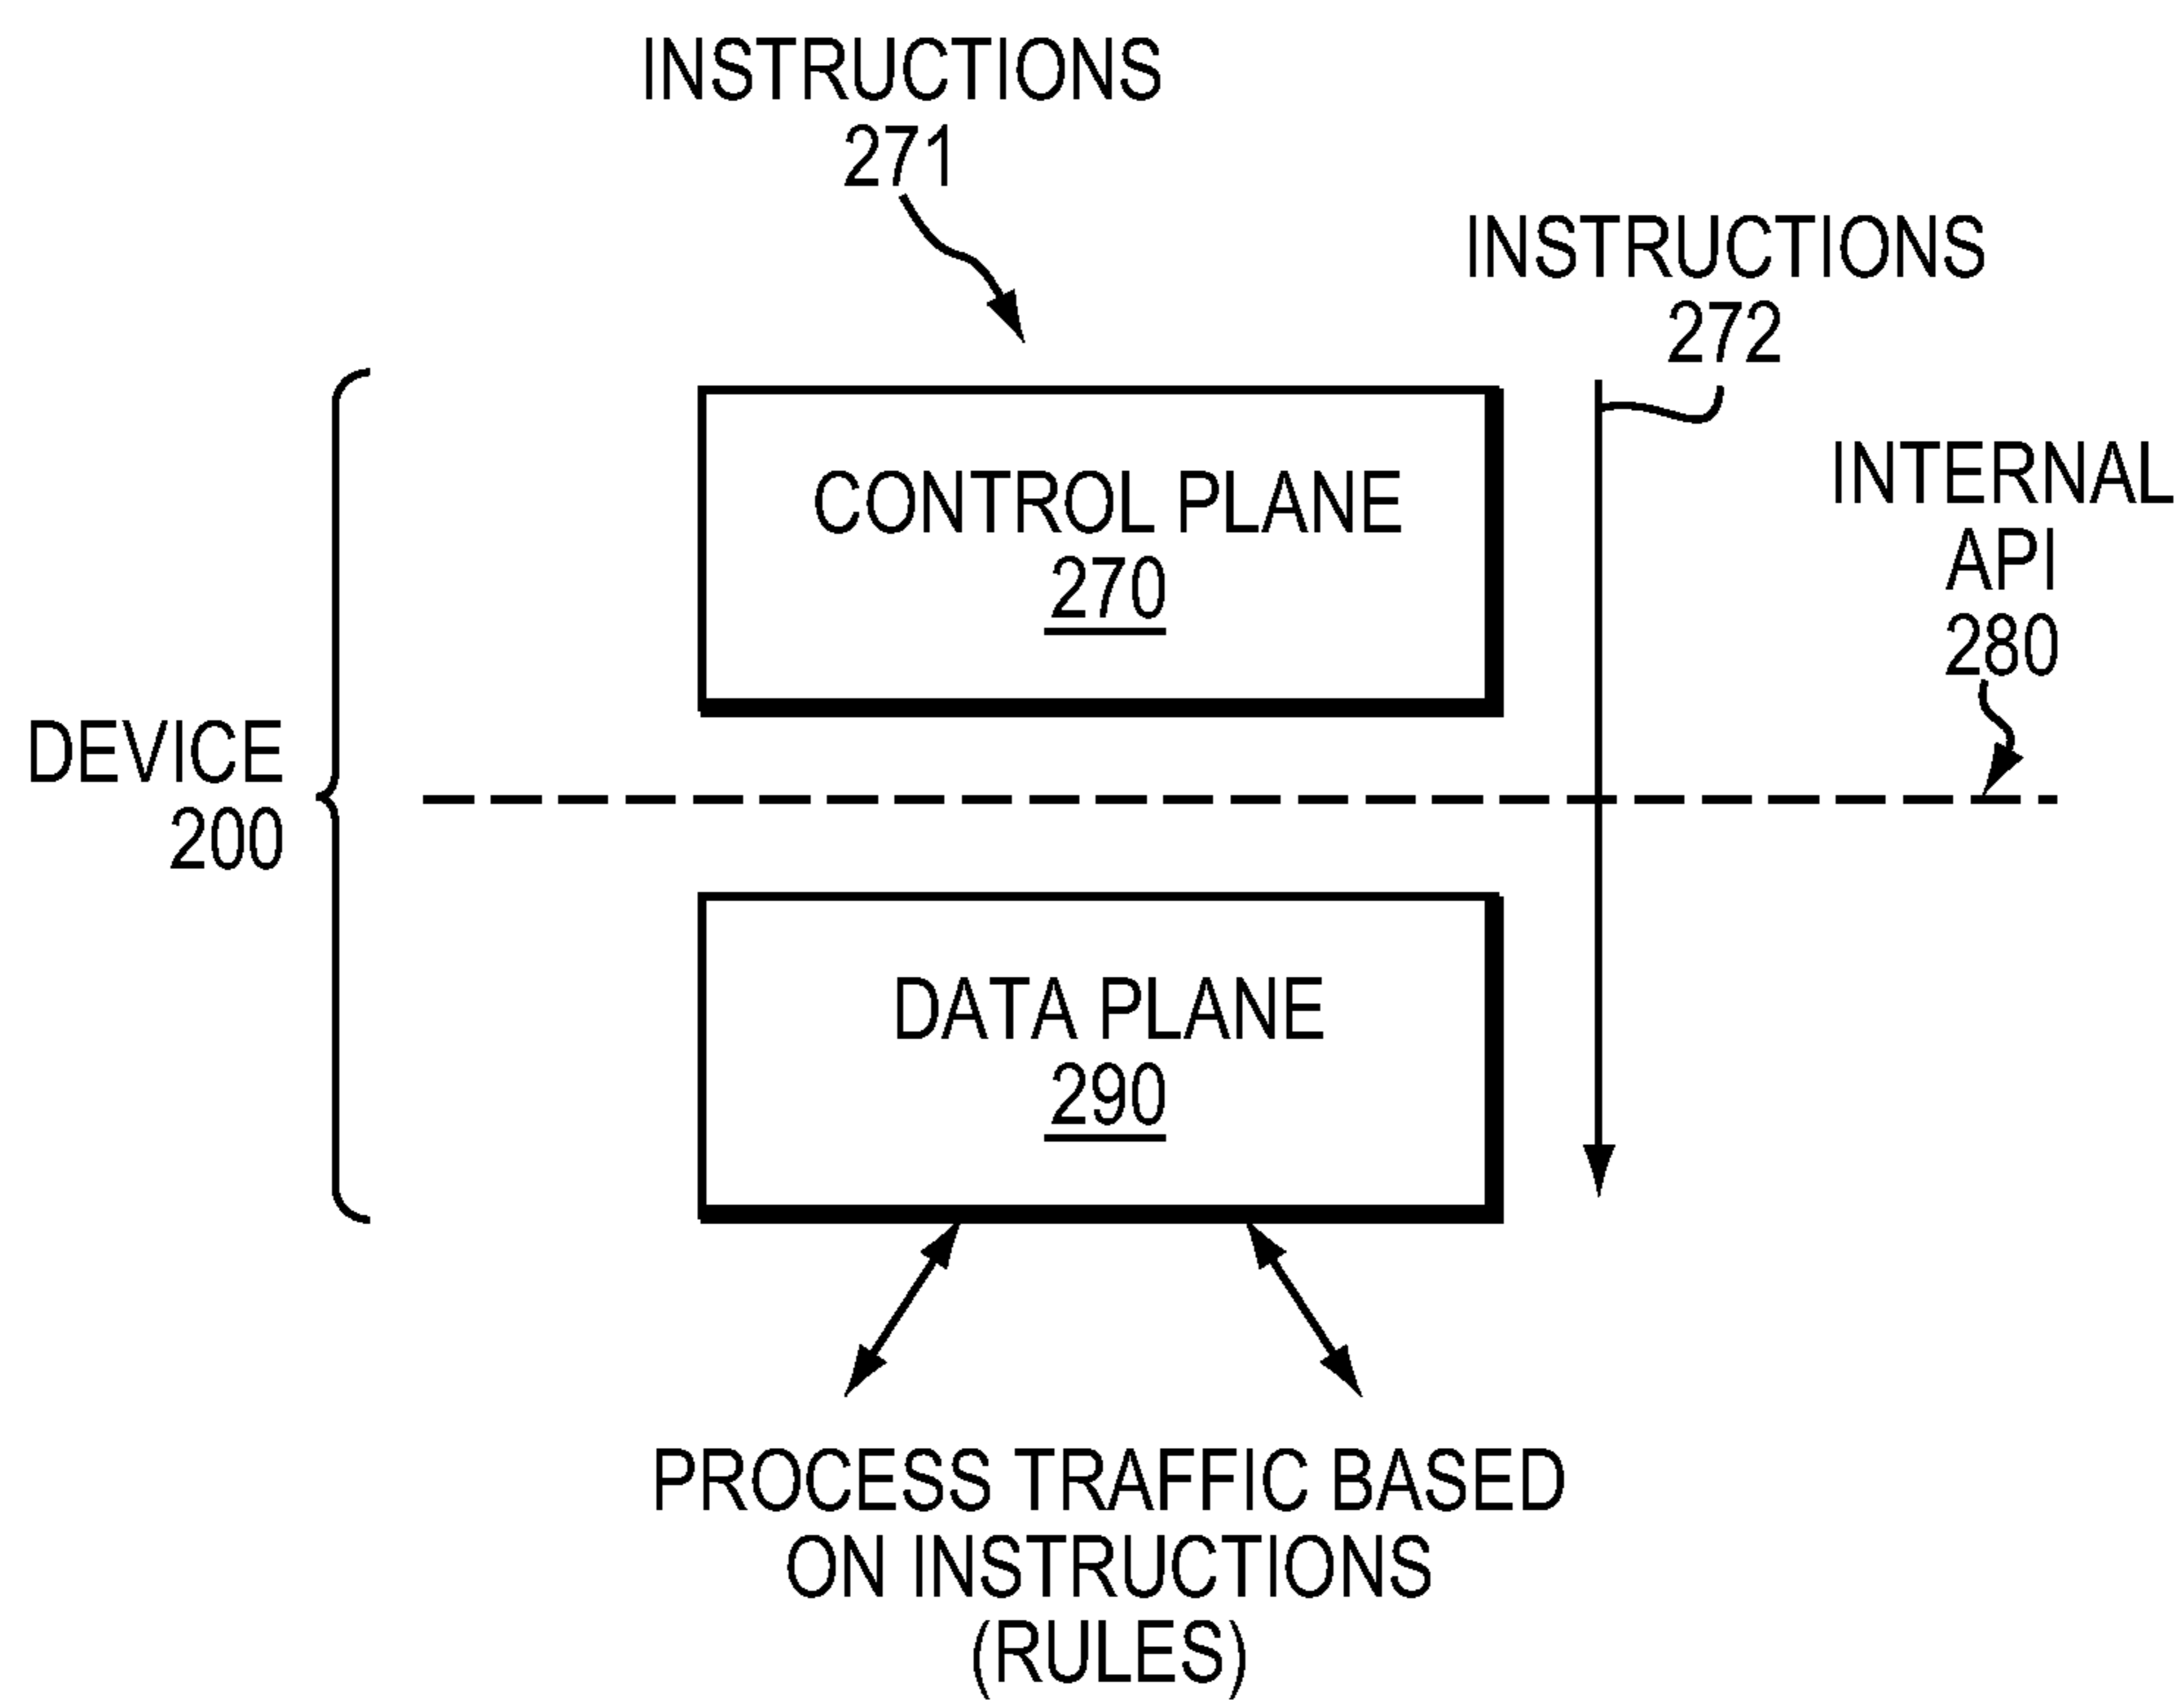 INSTRUCTIONS
271
INSTRUCTIONS
272
CONTROL PLANE
270
INTERNAL
API
280
DEVICE
200
DATA PLANE
290
PROCESS TRAFFIC BASED
ON INSTRUCTIONS
(RULES)